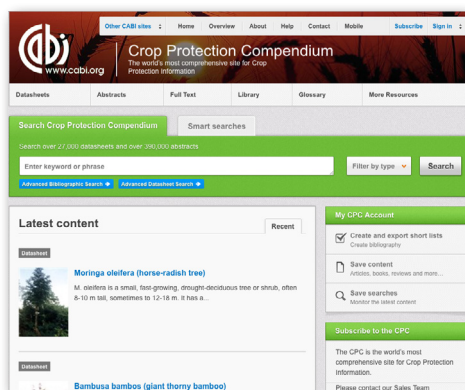 Other CABI sites
Home
Overview
About
Help
Contact
Mobile
Subscribe
Sign in
cabi
www.cabi.org
Crop Protection Compendium
The world's most comprehensive site for Crop
Protection Information
Datasheets
Abstracts
Full Text
Library
Glossary
More Resources
Search Crop Protection Compendium
Smart searches
Search over 27,000 datasheets and over 390,000 abstracts
Enter keyword or phrase
Filter by type
Search
Advanced Bibliographic Search
Advanced Datasheet Search
Latest content
Recent
Datasheet
Moringa oleifera (horse-radish tree)
M. oleifera is a small, fast-growing, drought-deciduous tree or shrub, often
8-10 m tall, sometimes to 12-18 m. It has a...
Datasheet
Bambusa bambos (giant thorny bamboo)
My CPC Account
Create and export short lists
Create bibliography
Save content
Articles, books, reviews and more...
Save searches
Monitor the latest content
Subscribe to the CPC
The CPC is the world's most
comprehensive site for Crop Protection
Information.
Please contact our Sales Team